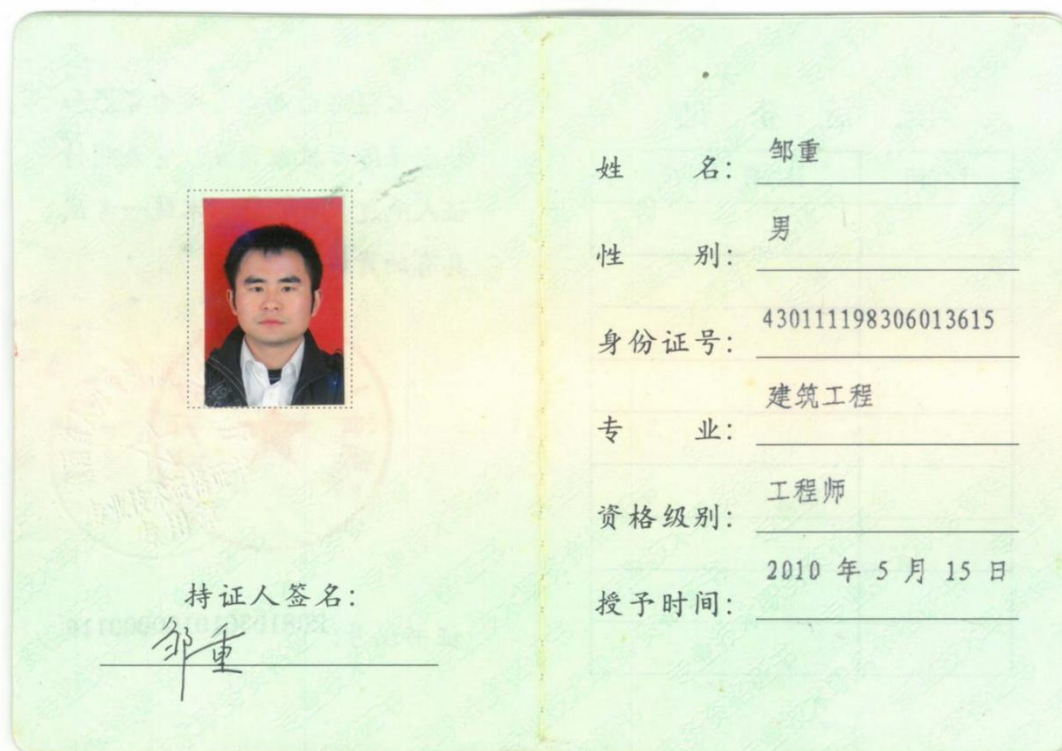 持证人签名:
邹重
姓 名: 邹重
性 别: 男
身份证号: 430111198306013615
专 业: 建筑工程
资格级别: 工程师
授予时间: 2010 年 5 月 15 日